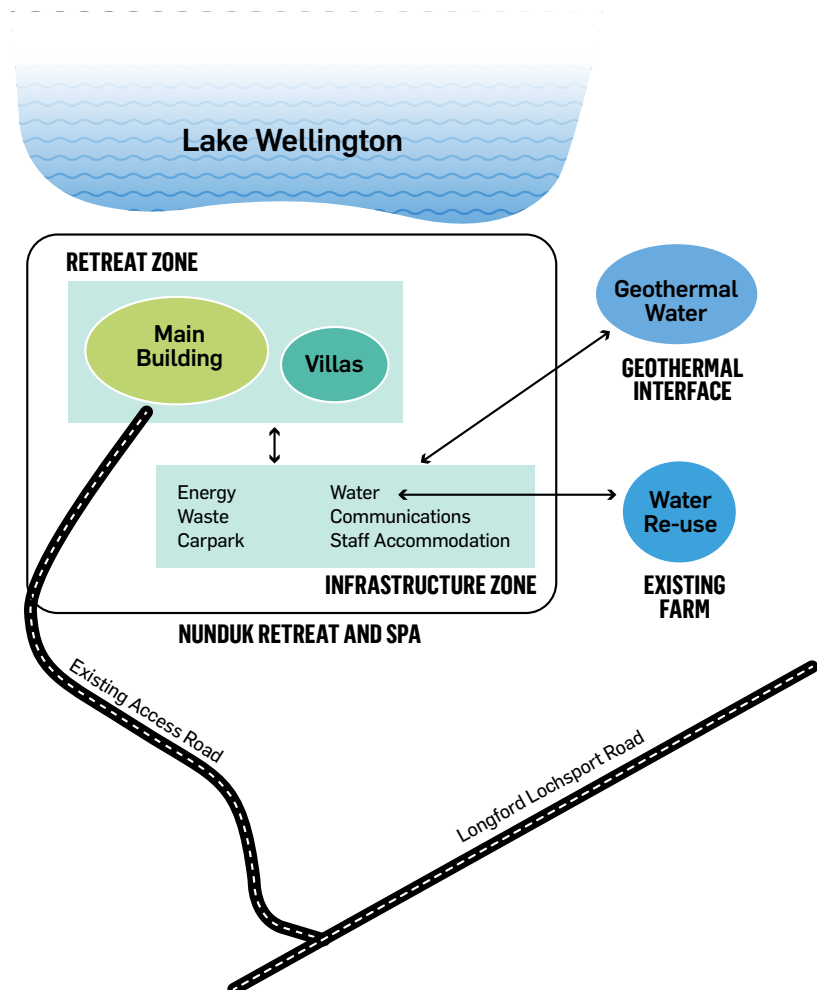 Lake Wellington
RETREAT ZONE
Main
Building
Villas
Geothermal
Water
GEOTHERMAL
INTERFACE
Energy
Waste
Carpark
Water
Communications
Staff Accommodation
INFRASTRUCTURE ZONE
Water
Re-use
EXISTING
FARM
NUNDUK RETREAT AND SPA
Existing Access Road
Longford Lochsport Road